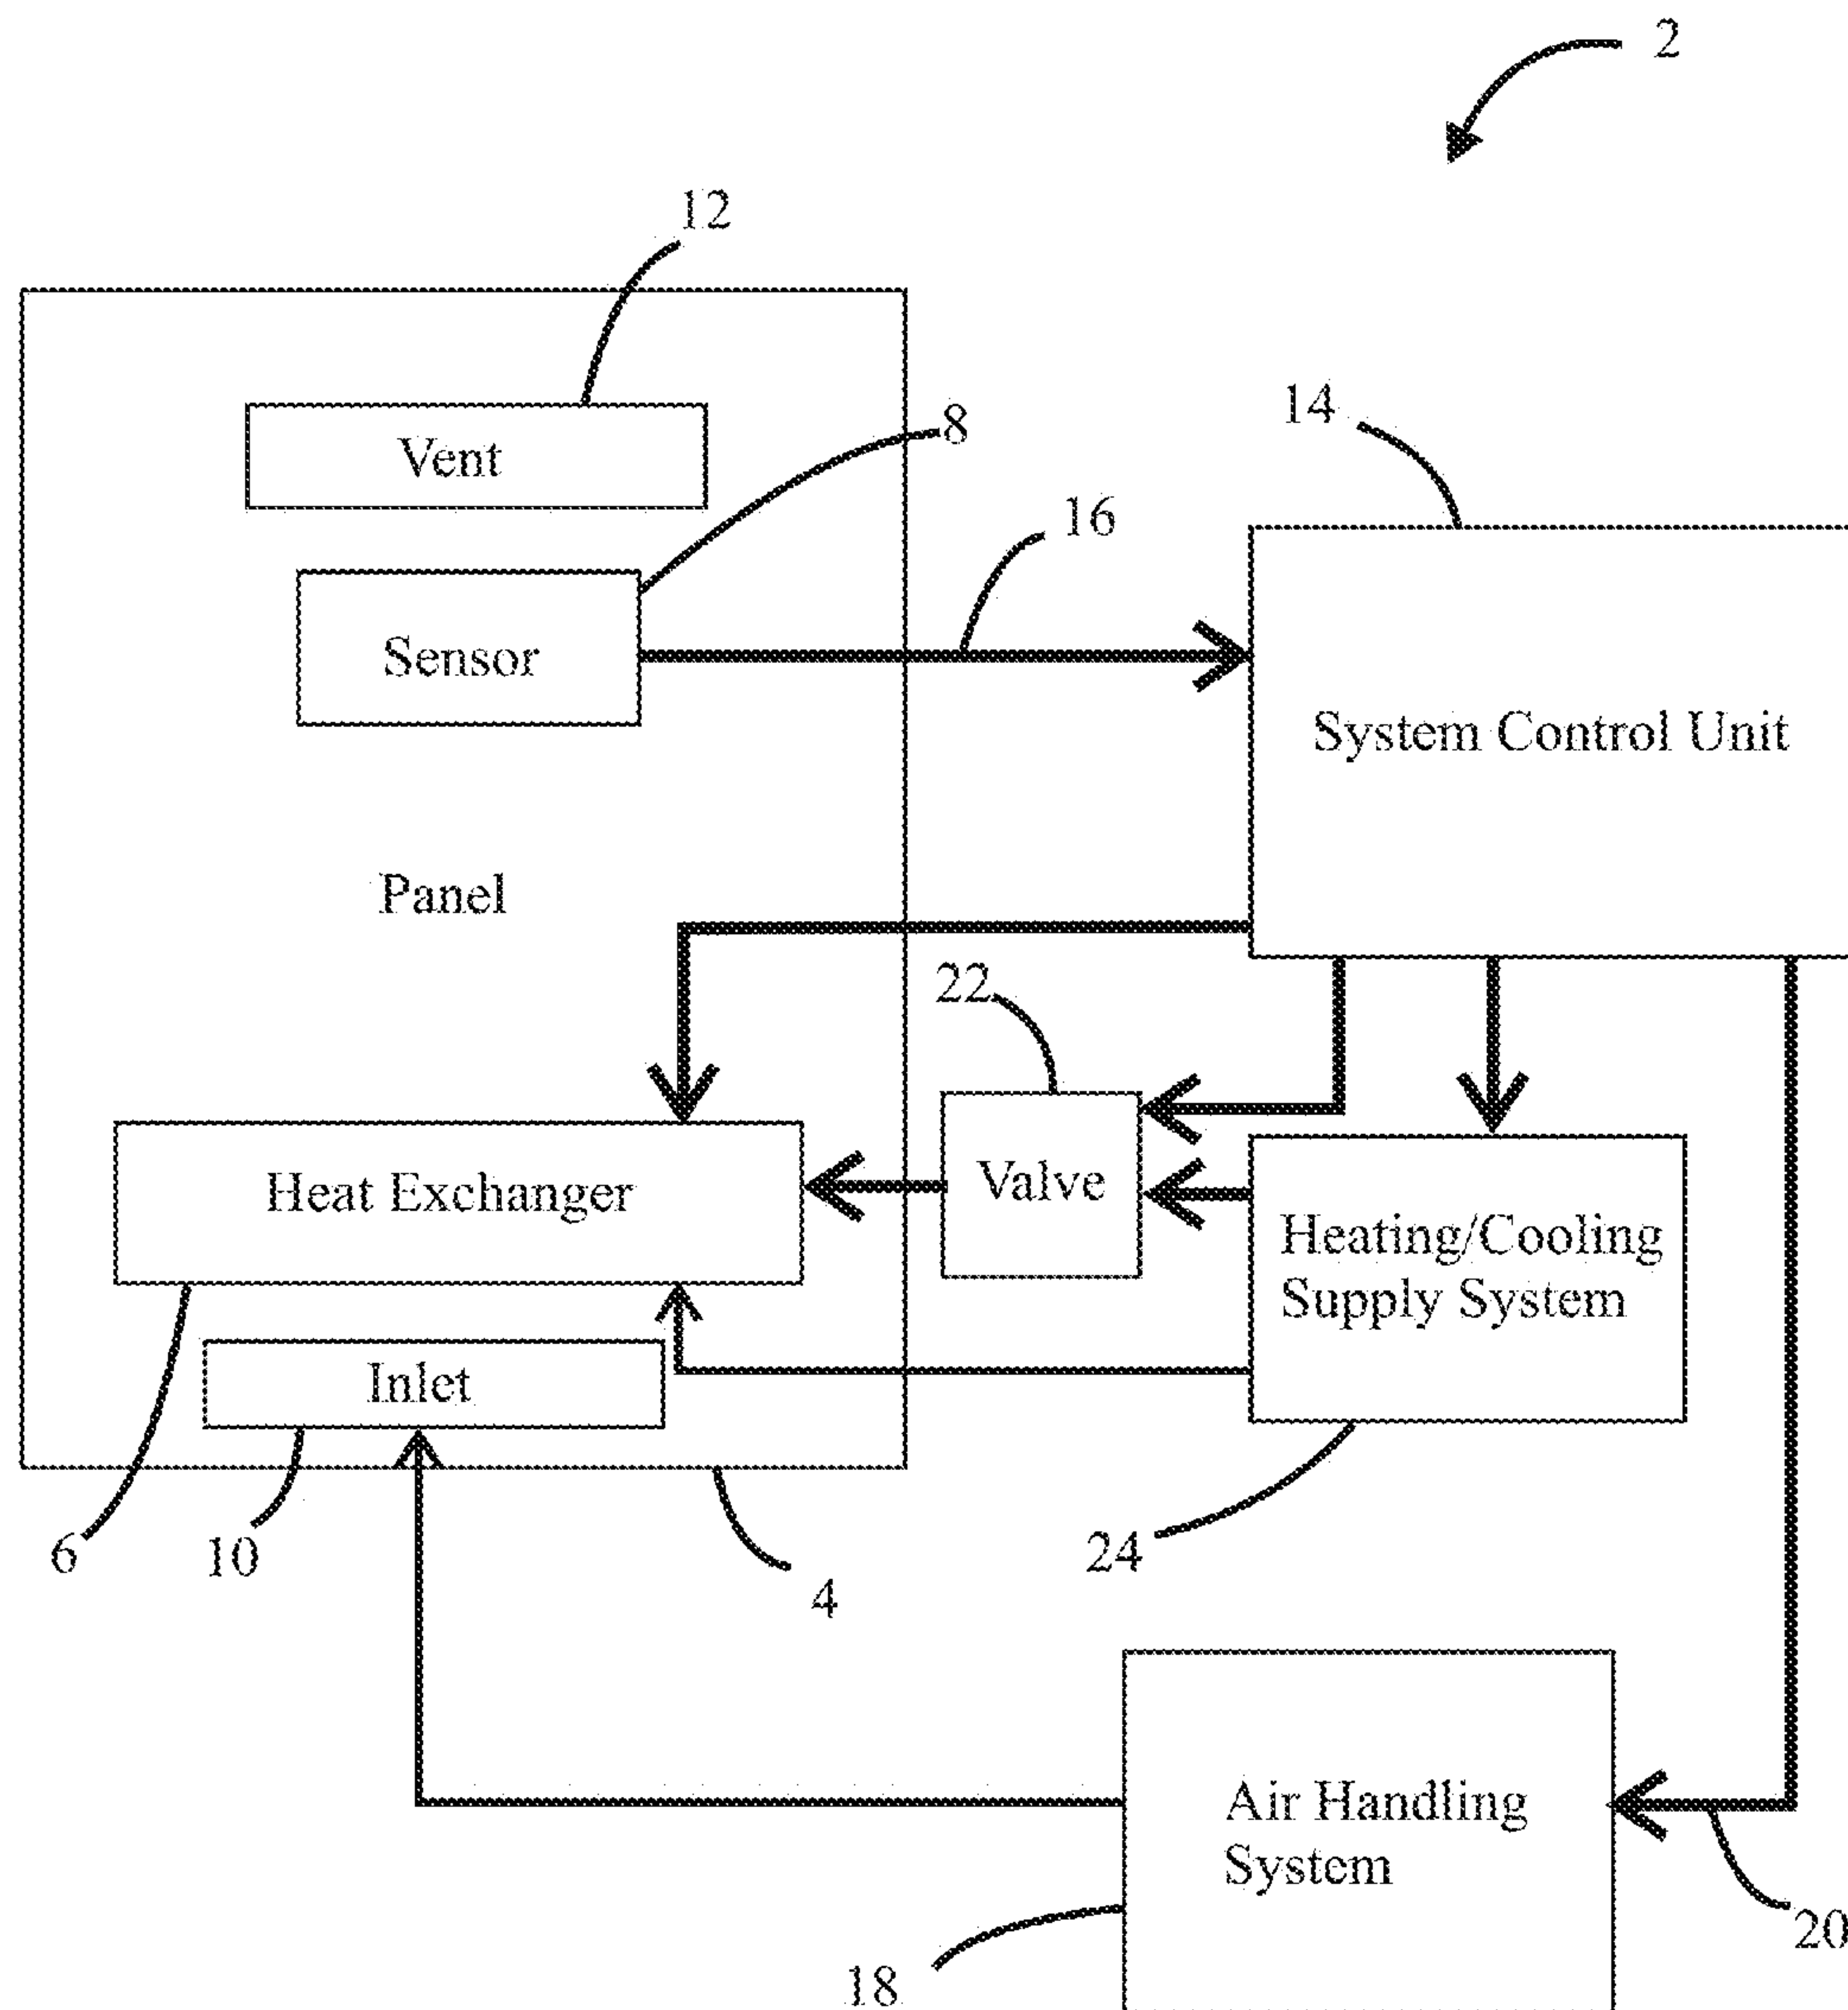 2
12
Vent
8
14
16
Sensor
System Control Unit
Panel
22
Heat Exchanger
Valve
Heating/Cooling
Supply System
Inlet
6
10
4
24
Air Handling
System
18
20